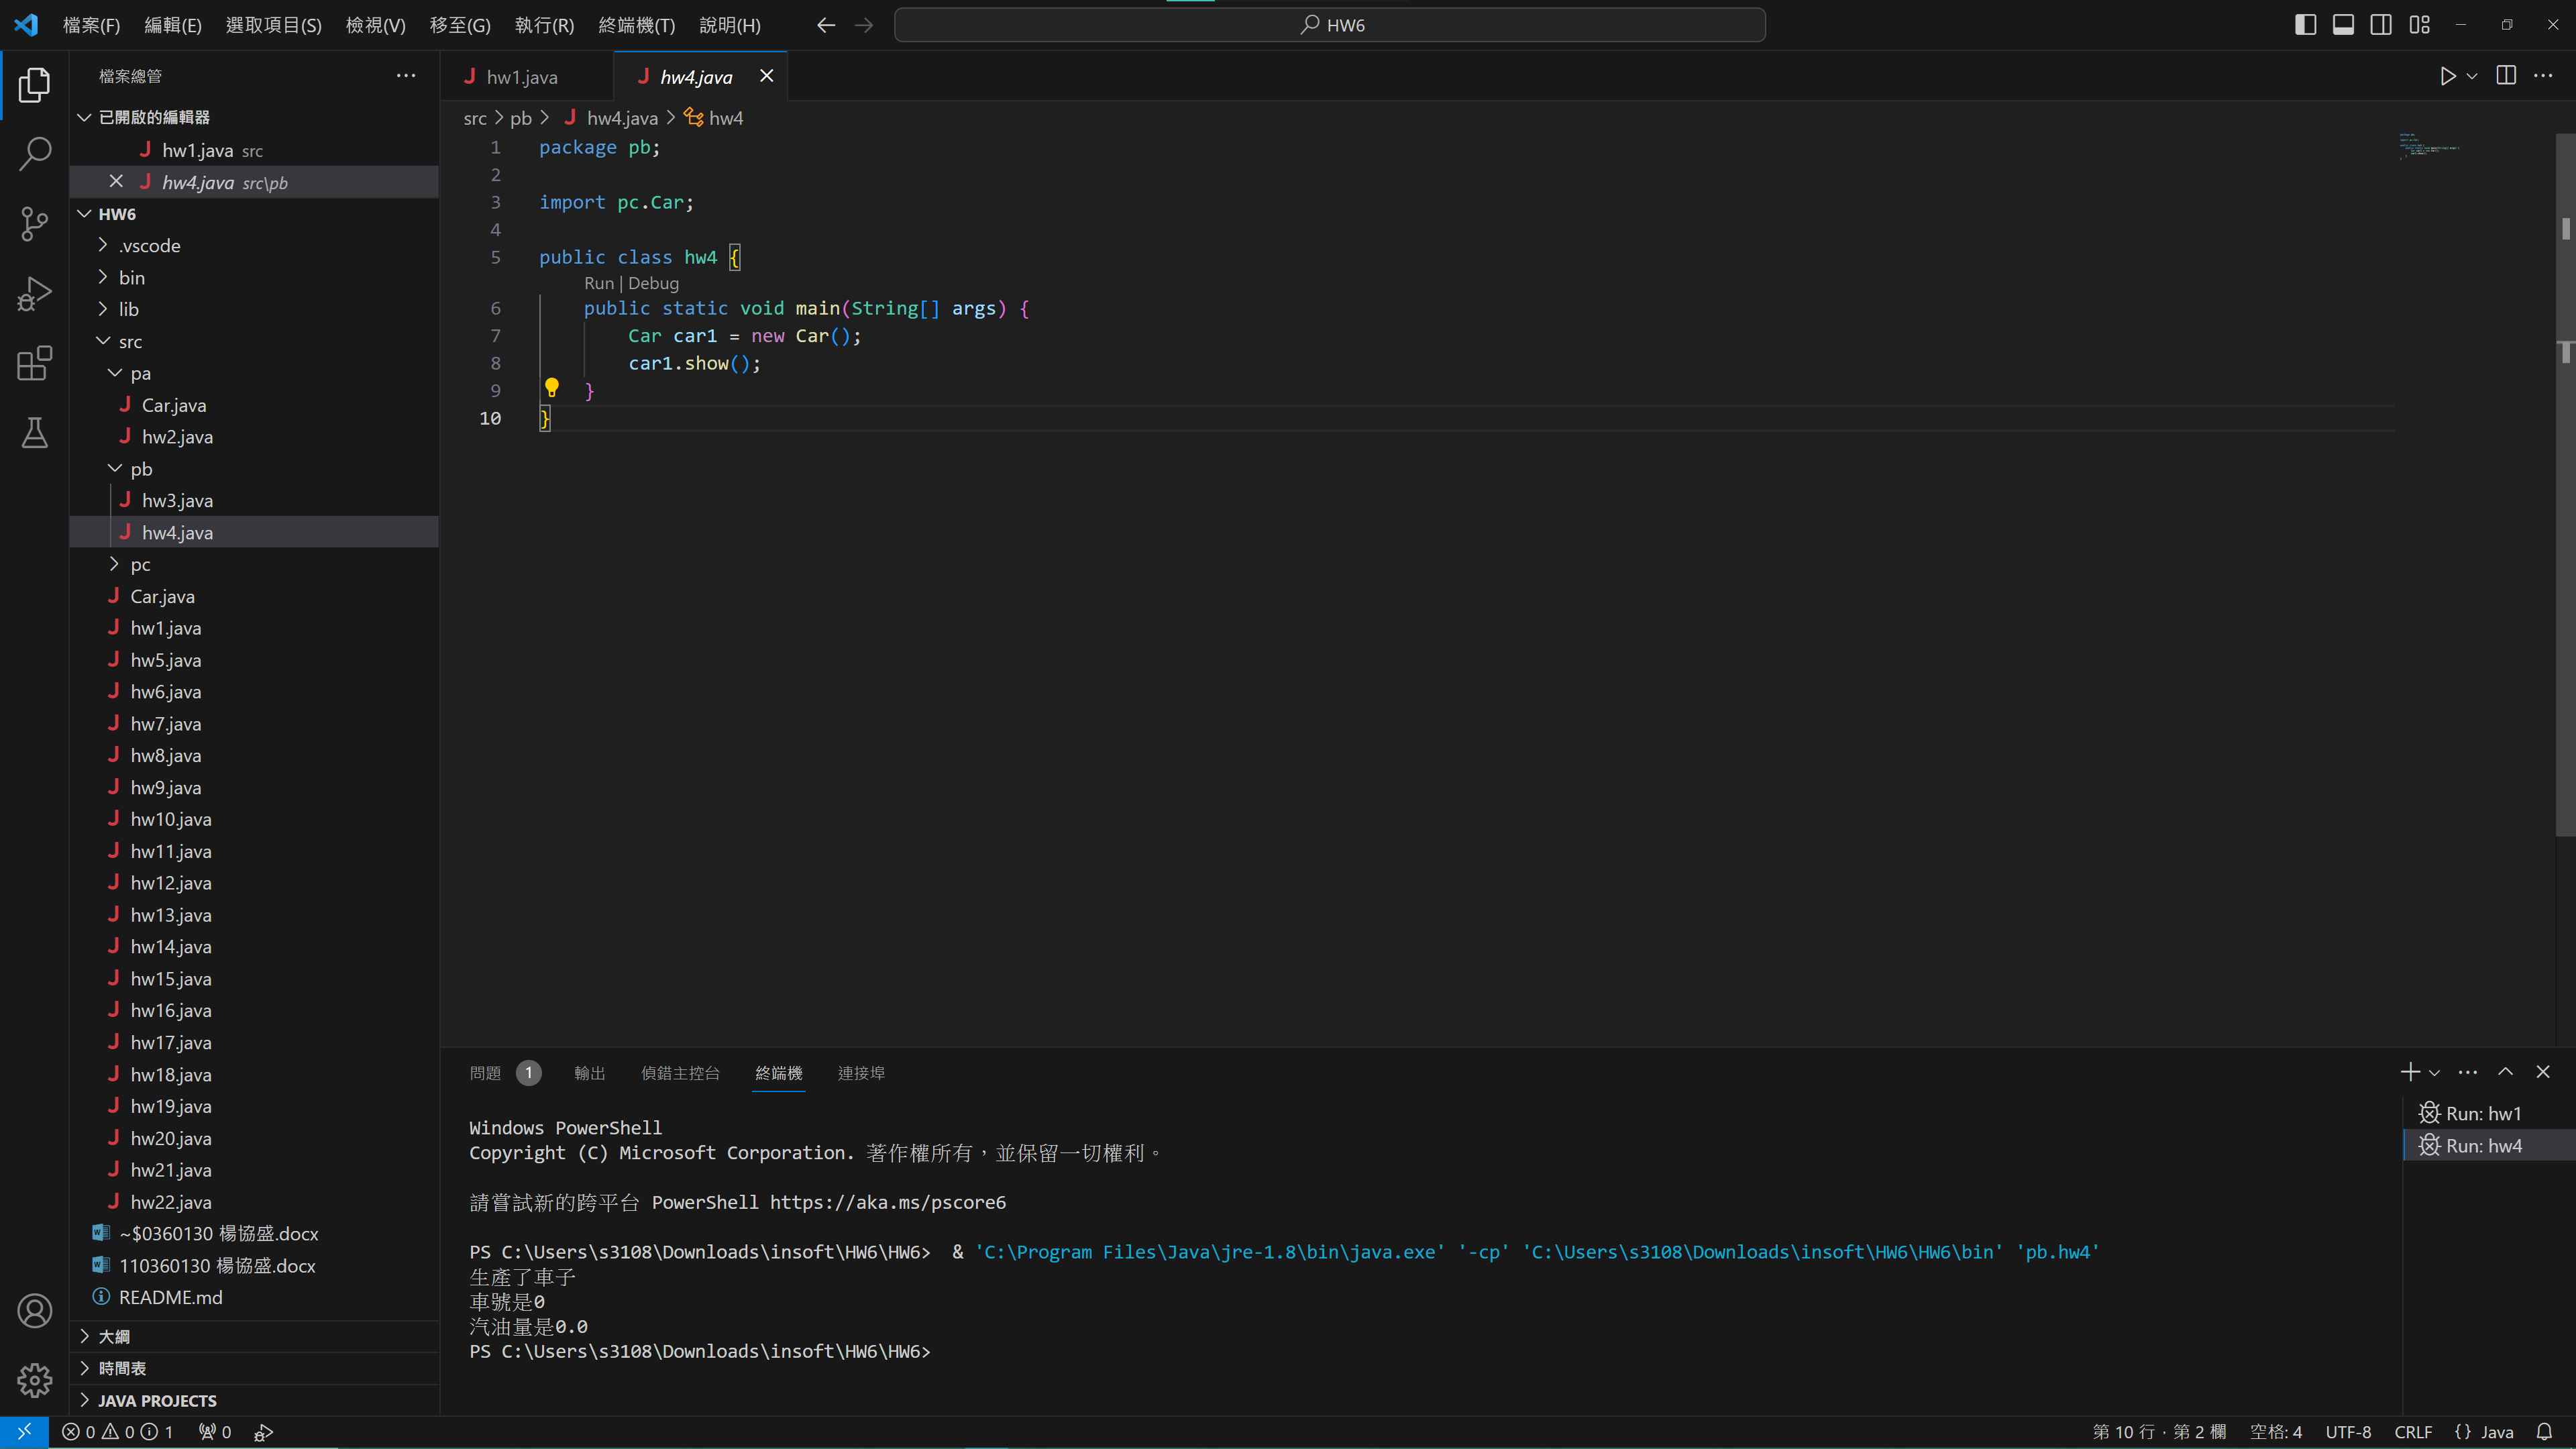 檔案(F) 編輯(E) 選取項目(S) 檢視(V) 移至(G) 執行(R) 終端機(T) 說明(H) HW6
檔案總管
已開啟的編輯器
hw1.java src
hw4.java src\pb
HW6
.vscode
bin
lib
src
pa
Car.java
hw2.java
pb
hw3.java
hw4.java
pc
Car.java
hw1.java
hw5.java
hw6.java
hw7.java
hw8.java
hw9.java
hw10.java
hw11.java
hw12.java
hw13.java
hw14.java
hw15.java
hw16.java
hw17.java
hw18.java
hw19.java
hw20.java
hw21.java
hw22.java
~$0360130 楊協盛.docx
110360130 楊協盛.docx
README.md
大綱
時間表
JAVA PROJECTS
hw1.java hw4.java
src > pb > hw4.java > hw4
1 package pb;
2
3 import pc.Car;
4
5 public class hw4 {
Run | Debug
6 public static void main(String[] args) {
7 Car car1 = new Car();
8 car1.show();
9 }
10 }
問題 1 輸出 偵錯主控台 終端機 連接埠
Windows PowerShell
Copyright (C) Microsoft Corporation. 著作權所有，並保留一切權利。
請嘗試新的跨平台 PowerShell https://aka.ms/pscore6
PS C:\Users\s3108\Downloads\insoft\HW6\HW6> & 'C:\Program Files\Java\jre-1.8\bin\java.exe' '-cp' 'C:\Users\s3108\Downloads\insoft\HW6\HW6\bin' 'pb.hw4'
生產了車子
車號是0
汽油量是0.0
PS C:\Users\s3108\Downloads\insoft\HW6\HW6>
Run: hw1
Run: hw4
0 0 1 0 第 10 行，第 2 欄 空格: 4 UTF-8 CRLF {} Java